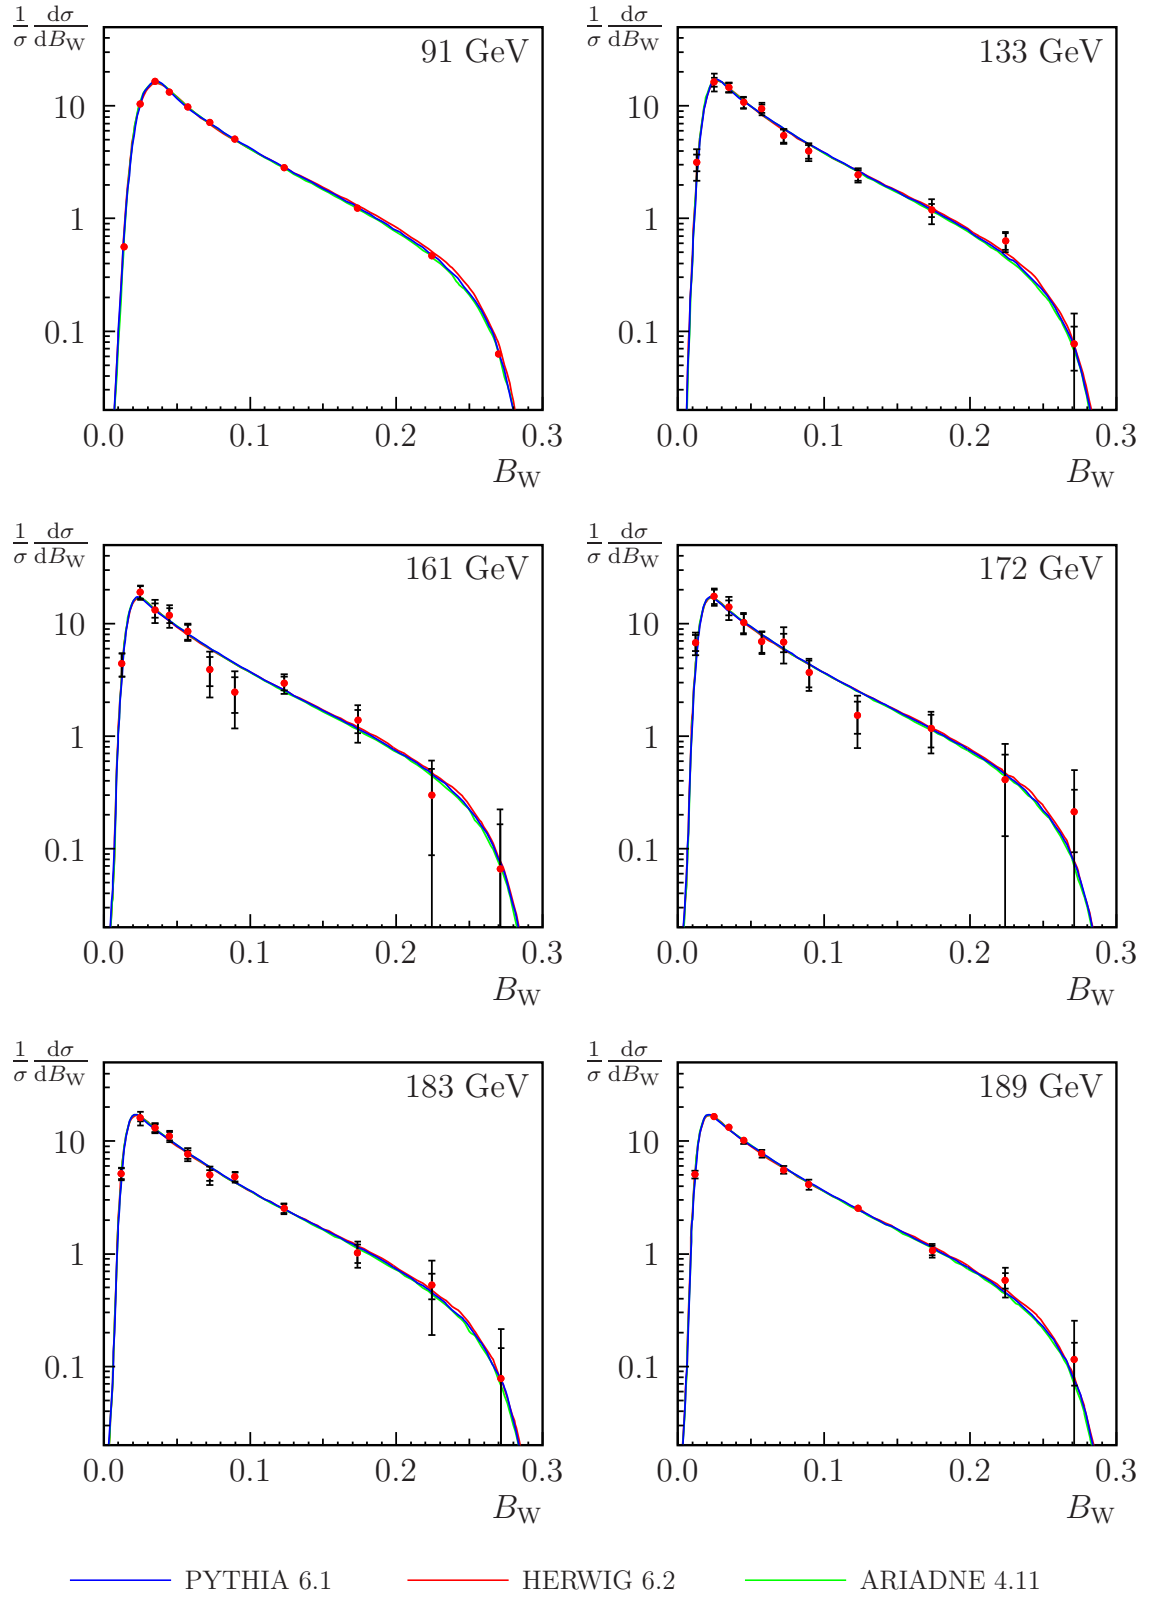 1/σ dσ/dB_W
91 GeV
10
1
0.1
0.0 0.1 0.2 0.3
B_W
1/σ dσ/dB_W
133 GeV
10
1
0.1
0.0 0.1 0.2 0.3
B_W
1/σ dσ/dB_W
161 GeV
10
1
0.1
0.0 0.1 0.2 0.3
B_W
1/σ dσ/dB_W
172 GeV
10
1
0.1
0.0 0.1 0.2 0.3
B_W
1/σ dσ/dB_W
183 GeV
10
1
0.1
0.0 0.1 0.2 0.3
B_W
1/σ dσ/dB_W
189 GeV
10
1
0.1
0.0 0.1 0.2 0.3
B_W
PYTHIA 6.1 HERWIG 6.2 ARIADNE 4.11